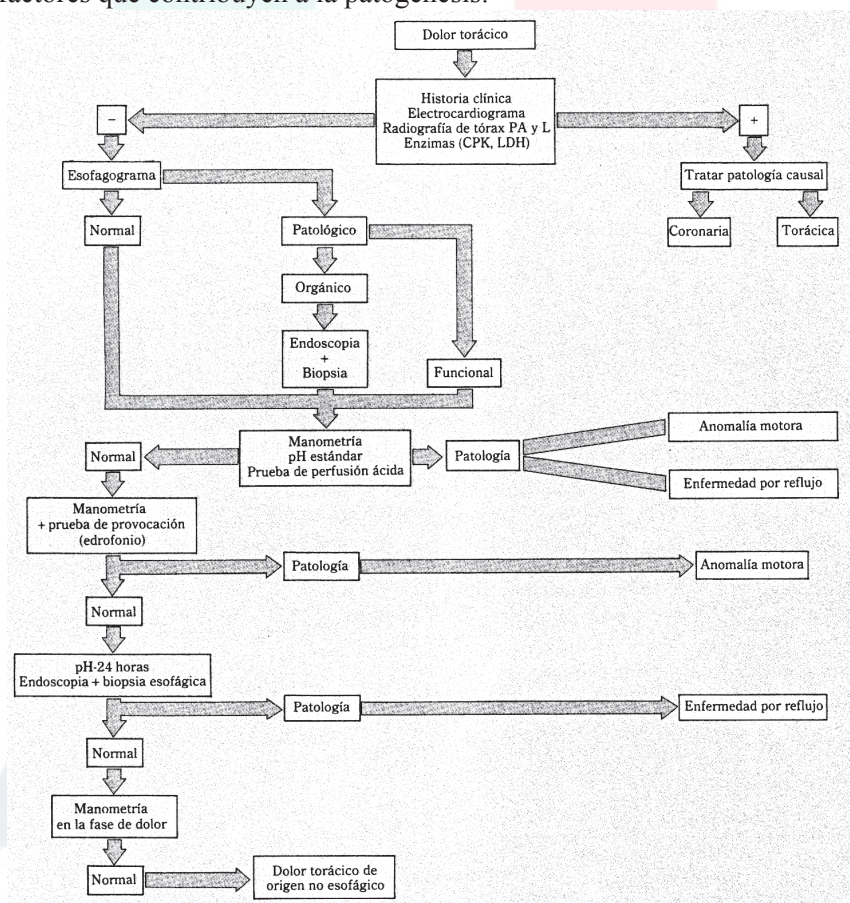 factores que contribuyen a la patogénesis.
Dolor torácico
Historia clínica
Electrocardiograma
Radiografía de tórax PA y L
Enzimas (CPK, LDH)
−
+
Esofagograma
Tratar patología causal
Normal
Patológico
Coronaria
Torácica
Orgánico
Endoscopia
+
Biopsia
Funcional
Manometría
pH estándar
Prueba de perfusión ácida
Normal
Patología
Anomalía motora
Enfermedad por reflujo
Manometría
+ prueba de provocación
(edrofonio)
Patología
Anomalía motora
Normal
pH-24 horas
Endoscopia + biopsia esofágica
Patología
Enfermedad por reflujo
Normal
Manometría
en la fase de dolor
Normal
Dolor torácico de
origen no esofágico